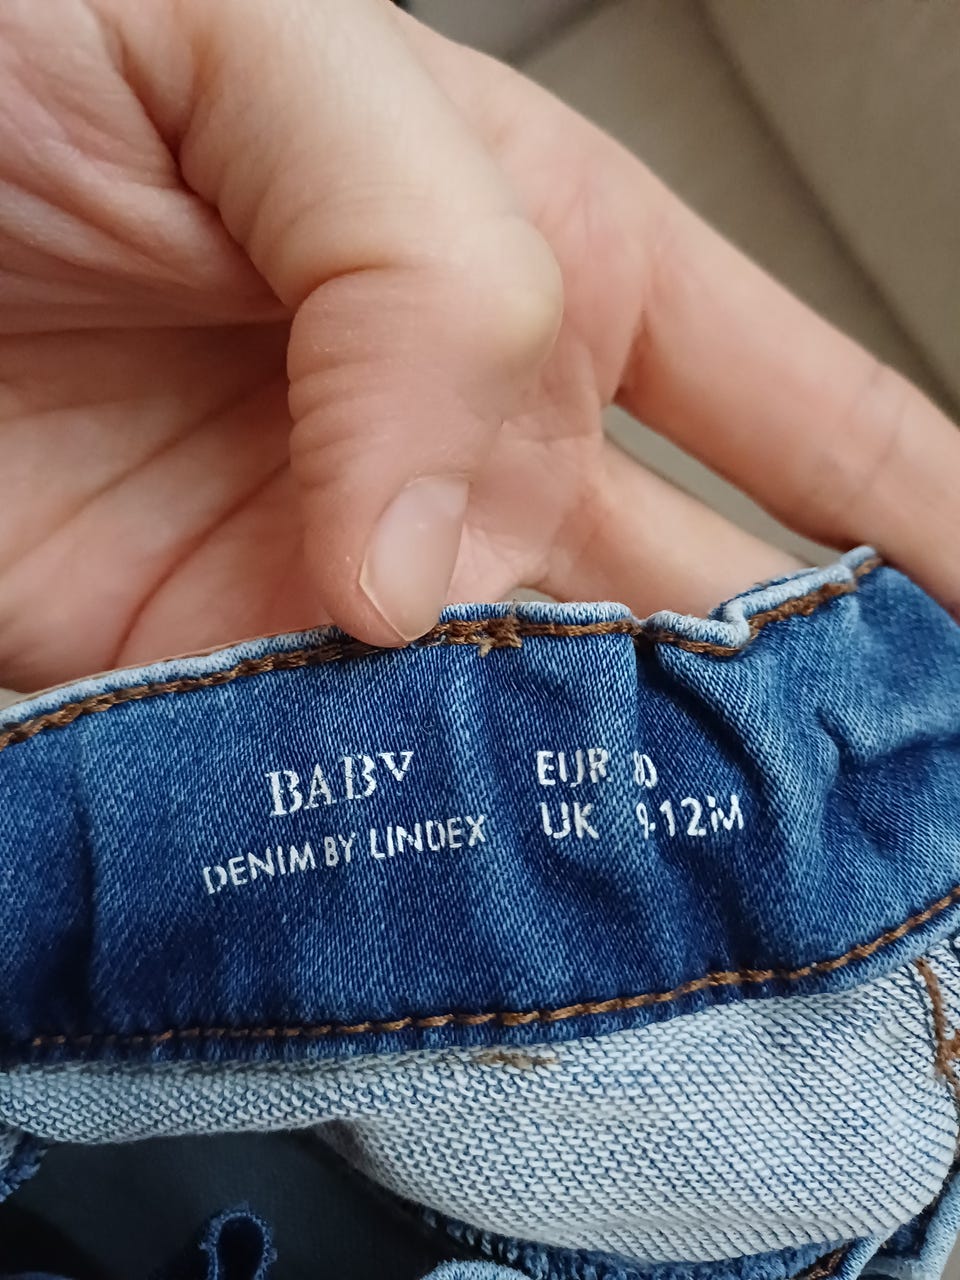 BABY
DENIM BY LINDEX
EUR
UK 9-12M